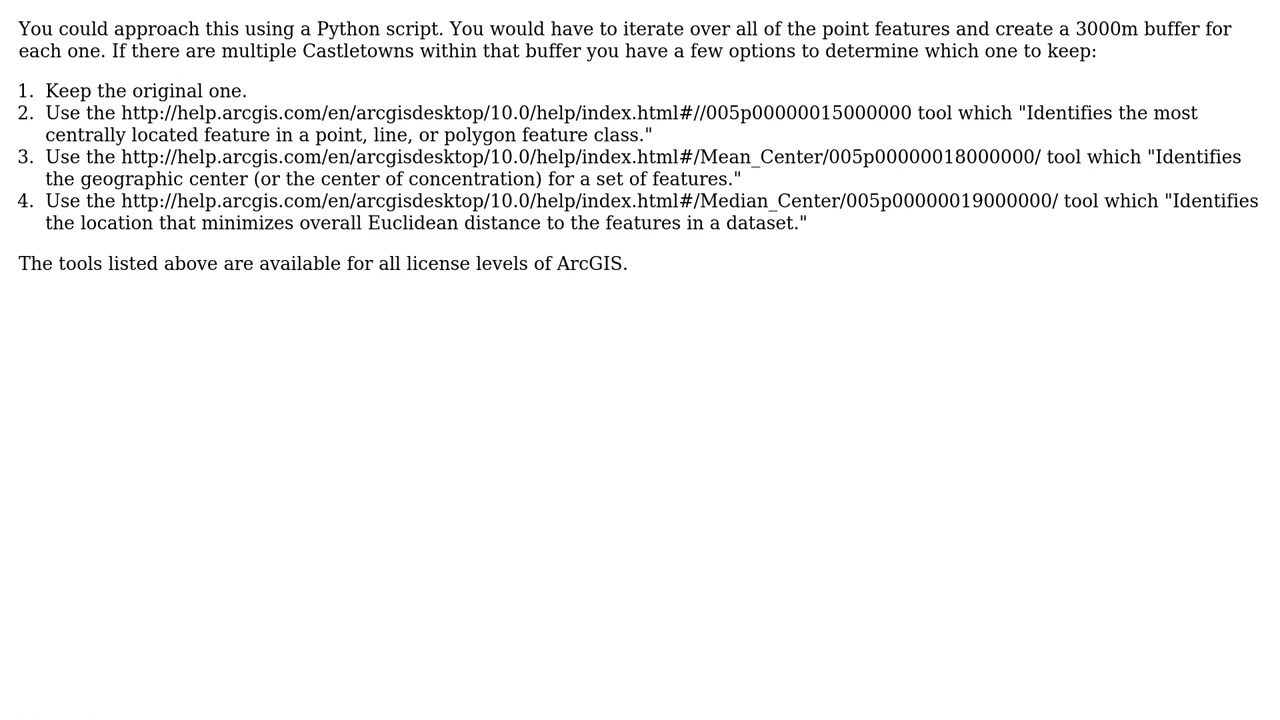 You could approach this using a Python script. You would have to iterate over all of the point features and create a 3000m buffer for
each one. If there are multiple Castletowns within that buffer you have a few options to determine which one to keep:
1. Keep the original one.
2. Use the http://help.arcgis.com/en/arcgisdesktop/10.0/help/index.html#//005p00000015000000 tool which "Identifies the most
centrally located feature in a point, line, or polygon feature class."
3. Use the http://help.arcgis.com/en/arcgisdesktop/10.0/help/index.html#/Mean_Center/005p00000018000000/ tool which "Identifies
the geographic center (or the center of concentration) for a set of features."
4. Use the http://help.arcgis.com/en/arcgisdesktop/10.0/help/index.html#/Median_Center/005p00000019000000/ tool which "Identifies
the location that minimizes overall Euclidean distance to the features in a dataset."
The tools listed above are available for all license levels of ArcGIS.